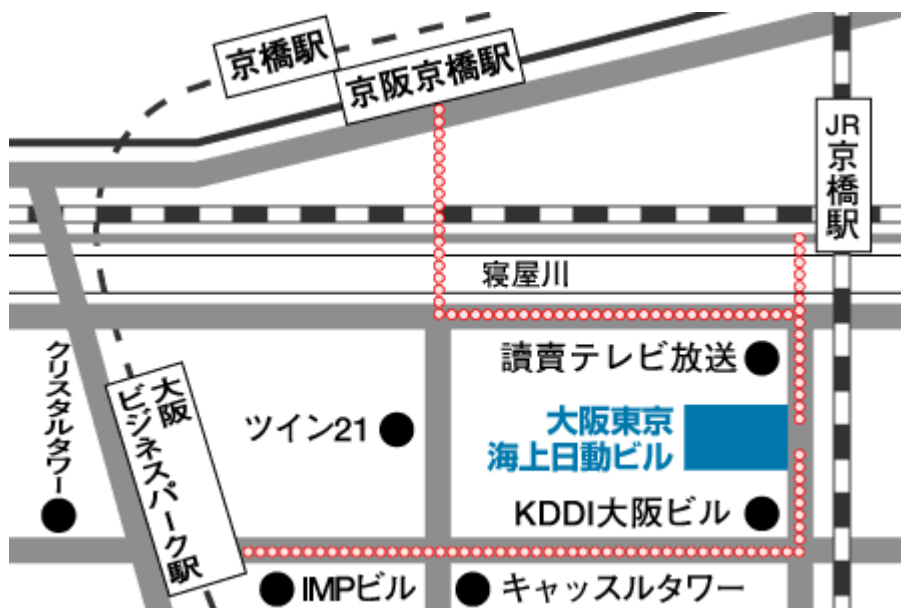 京橋駅
京阪京橋駅
JR京橋駅
寝屋川
讀賣テレビ放送
クリスタルタワー
大阪
ビジネスパーク駅
ツイン21
大阪東京
海上日動ビル
KDDI大阪ビル
IMPビル
キャッスルタワー